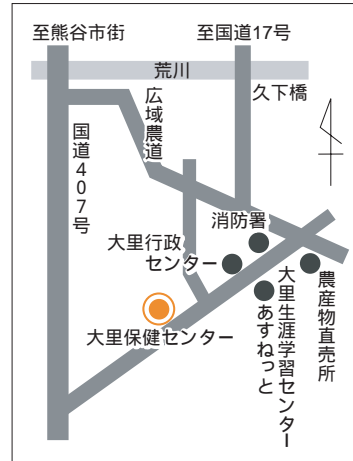 至熊谷市街
至国道17号
荒川
久下橋
広域農道
国道407号
消防署
大里行政
センター
大里保健センター
農産物直売所
大里生涯学習センター
あすねっと